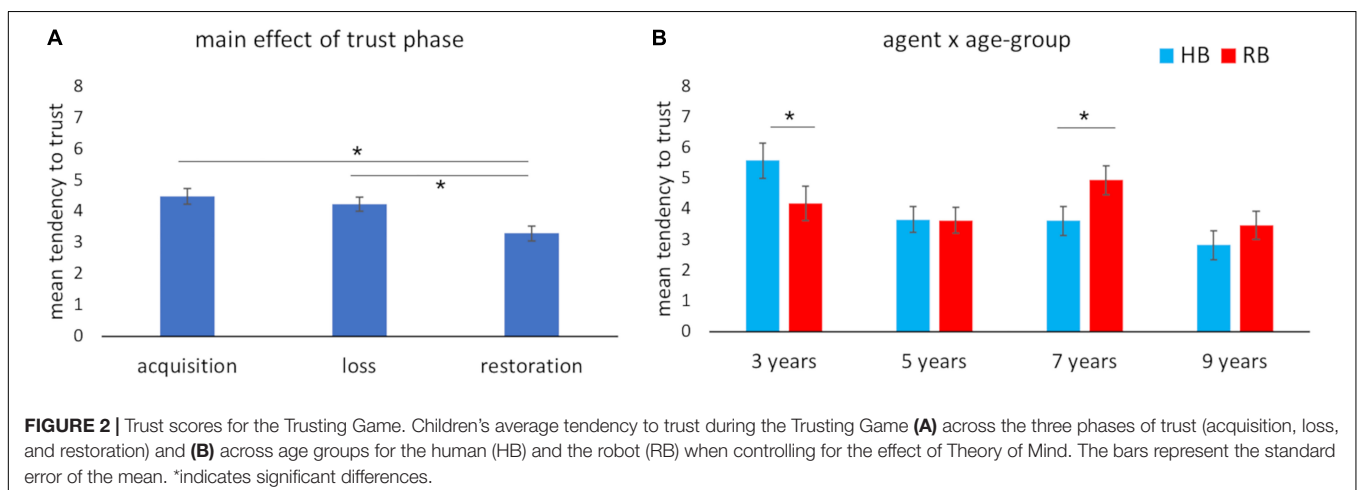 A
main effect of trust phase
mean tendency to trust
8
7
6
5
4
3
2
1
0
*
*
acquisition
loss
restoration
B
agent x age-group
HB RB
mean tendency to trust
8
7
6
5
4
3
2
1
0
*
*
3 years
5 years
7 years
9 years
FIGURE 2 | Trust scores for the Trusting Game. Children's average tendency to trust during the Trusting Game (A) across the three phases of trust (acquisition, loss,
and restoration) and (B) across age groups for the human (HB) and the robot (RB) when controlling for the effect of Theory of Mind. The bars represent the standard
error of the mean. *indicates significant differences.